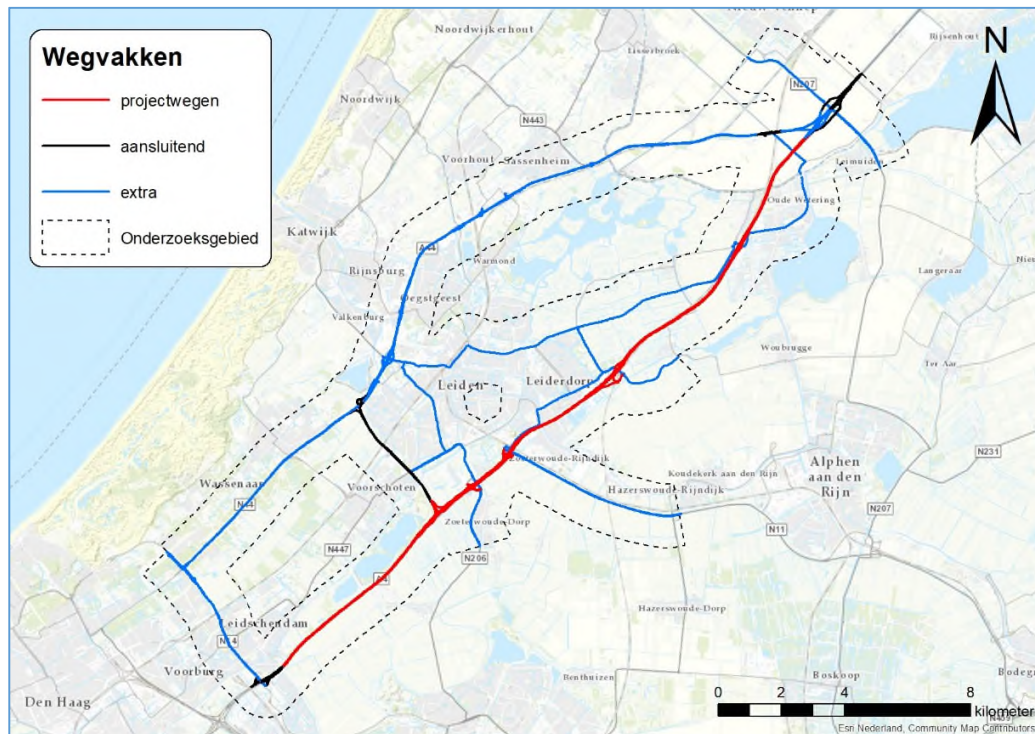 Wegvakken
projectwegen
aansluitend
extra
Onderzoeksgebied
N
Noordwijkerhout
Lisserbroek
Rijsenhout
Noordwijk
N443
N207
Voorhout
Sassenheim
Leimuiden
Oude Wetering
Katwijk
A44
Rijnsburg
Warmond
Langeraar
Oegstgeest
Valkenburg
Woubrugge
Ter Aar
Leiden
Leiderdorp
N231
Zoeterwoude-Rijndijk
Koudekerk aan den Rijn
Alphen
aan den
Rijn
Wassenaar
Voorschoten
Hazerswoude-Rijndijk
N44
N207
Zoeterwoude-Dorp
N11
N447
N206
A4
Hazerswoude-Dorp
Leidschendam
N14
Voorburg
Benthuizen
Boskoop
Den Haag
0 2 4 8
kilometer
Esri Nederland, Community Map Contributors